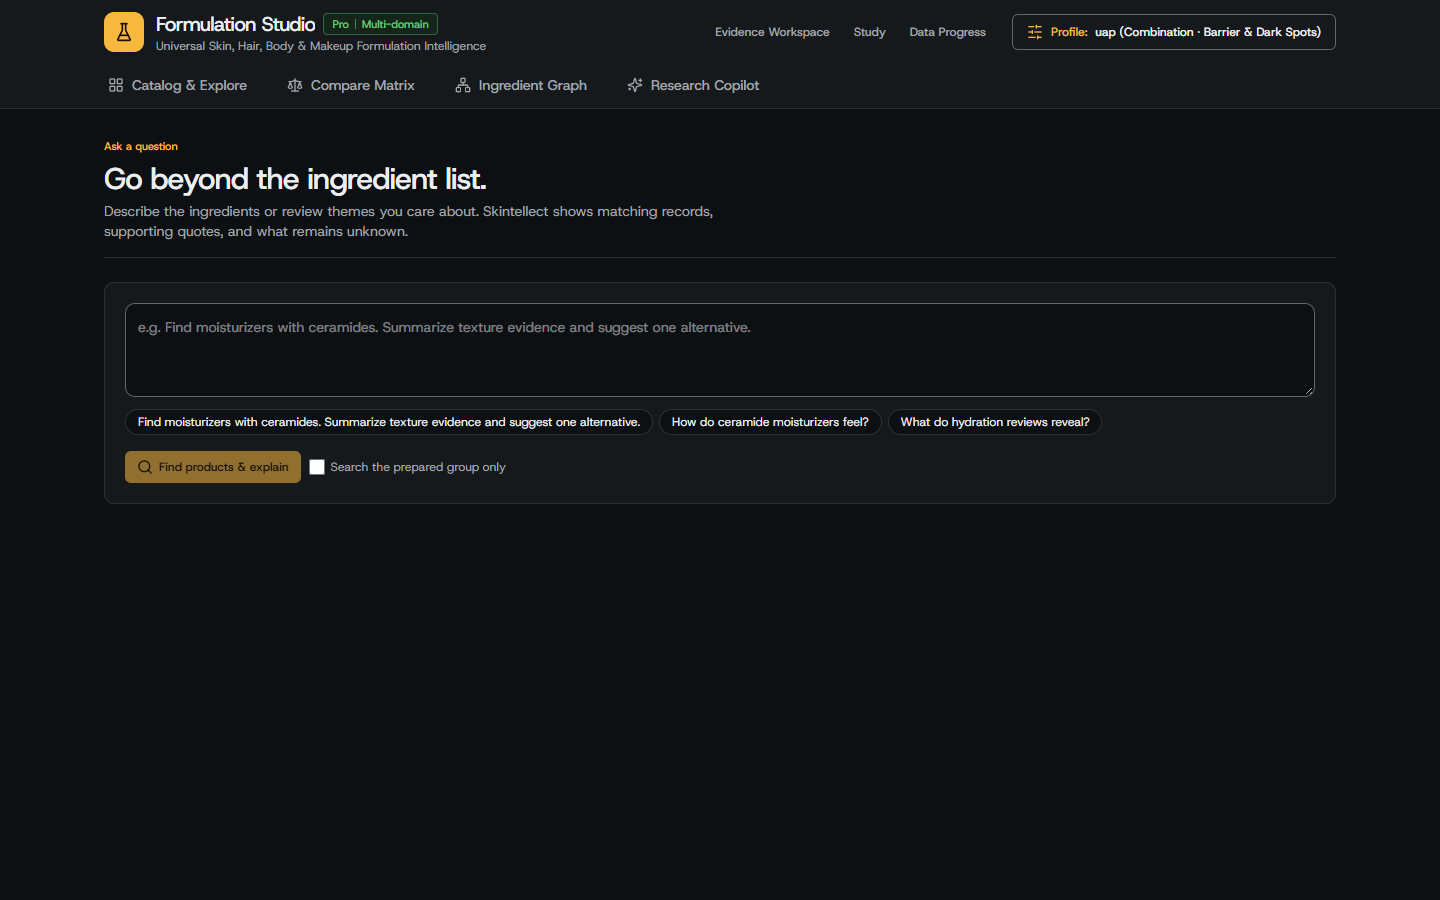 Formulation Studio
Pro | Multi-domain
Universal Skin, Hair, Body & Makeup Formulation Intelligence
Evidence Workspace
Study
Data Progress
Profile: uap (Combination · Barrier & Dark Spots)
Catalog & Explore
Compare Matrix
Ingredient Graph
Research Copilot
Ask a question
Go beyond the ingredient list.
Describe the ingredients or review themes you care about. Skintellect shows matching records,
supporting quotes, and what remains unknown.
e.g. Find moisturizers with ceramides. Summarize texture evidence and suggest one alternative.
Find moisturizers with ceramides. Summarize texture evidence and suggest one alternative.
How do ceramide moisturizers feel?
What do hydration reviews reveal?
Find products & explain
Search the prepared group only